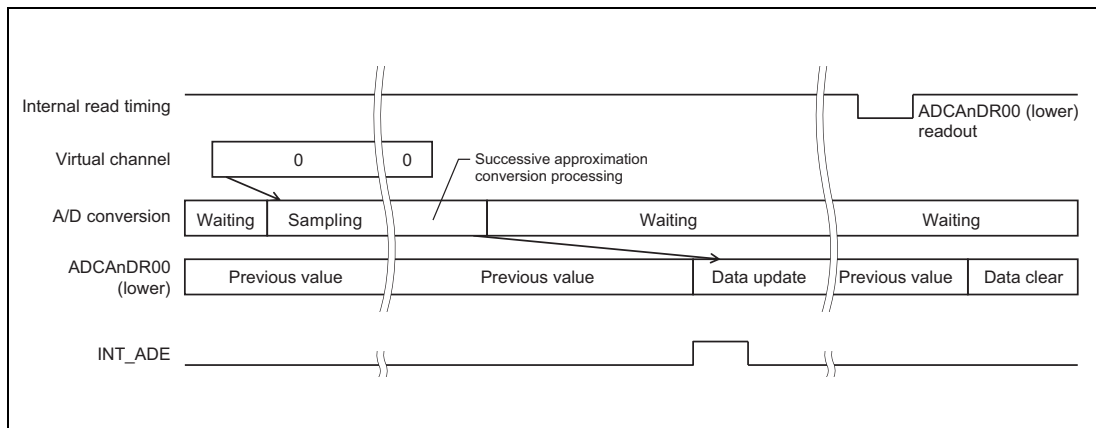 Internal read timing
ADCAnDR00 (lower)
readout
Virtual channel
0
0
Successive approximation
conversion processing
A/D conversion
Waiting
Sampling
Waiting
Waiting
ADCAnDR00
(lower)
Previous value
Previous value
Data update
Previous value
Data clear
INT_ADE